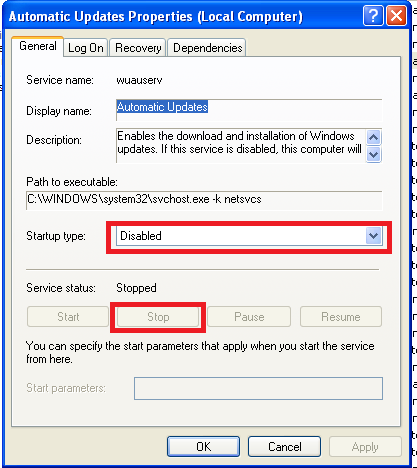 Automatic Updates Properties (Local Computer)
General Log On Recovery Dependencies
Service name: wuauserv
Display name: Automatic Updates
Description: Enables the download and installation of Windows
updates. If this service is disabled, this computer will
Path to executable:
C:\WINDOWS\system32\svchost.exe -k netsvcs
Startup type: Disabled
Service status: Stopped
Start Stop Pause Resume
You can specify the start parameters that apply when you start the service
from here.
Start parameters:
OK Cancel Apply